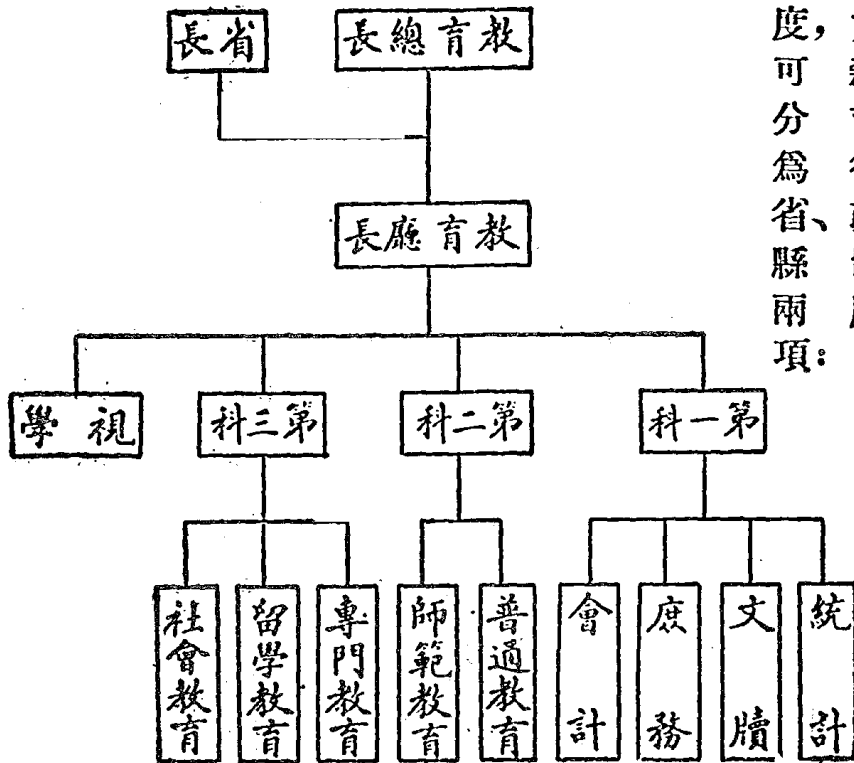 度，可分爲省、縣兩項：
教育總長
省長
教育廳長
第一科
第二科
第三科
視學
統計
文牘
庶務
會計
普通教育
師範教育
專門教育
留學教育
社會教育